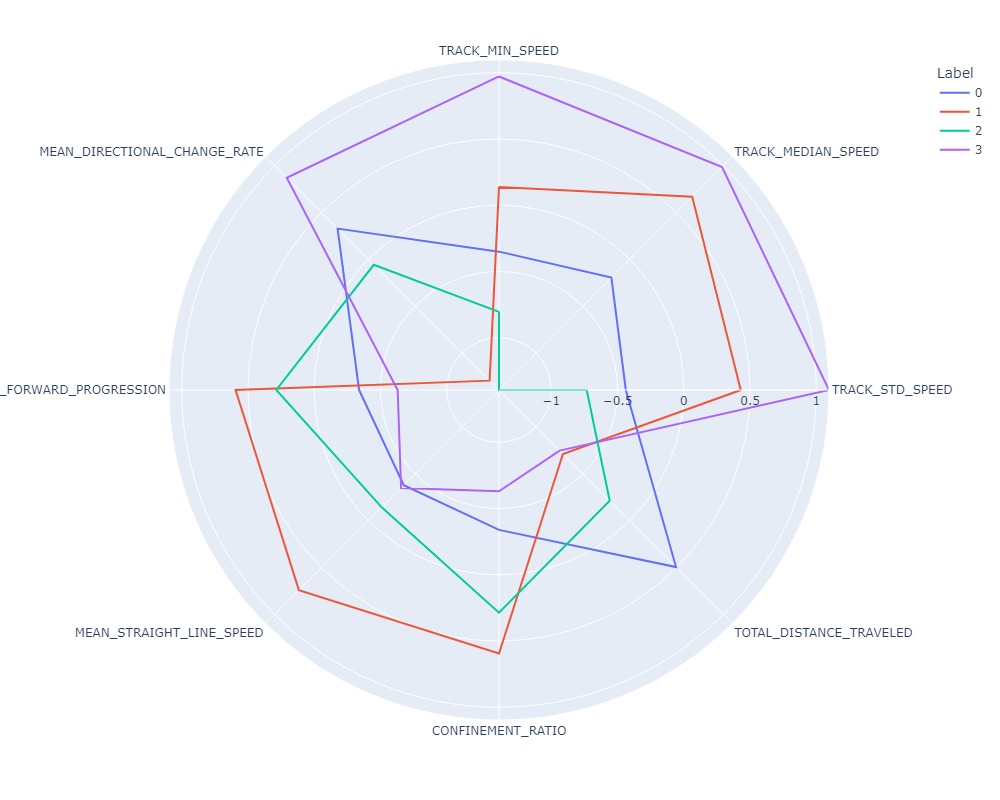 TRACK_MIN_SPEED
Label
0
1
2
3
MEAN_DIRECTIONAL_CHANGE_RATE
TRACK_MEDIAN_SPEED
_FORWARD_PROGRESSION
TRACK_STD_SPEED
−1
−0.5
0
0.5
1
MEAN_STRAIGHT_LINE_SPEED
TOTAL_DISTANCE_TRAVELED
CONFINEMENT_RATIO